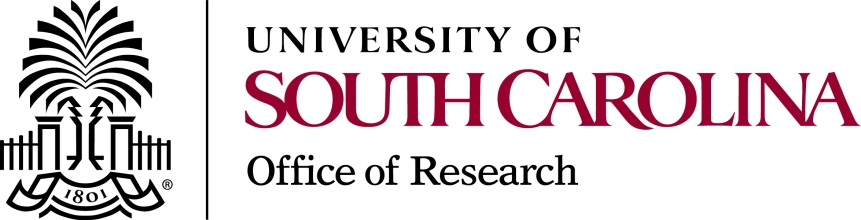 UNIVERSITY OF
SOUTH CAROLINA
Office of Research
1801
®